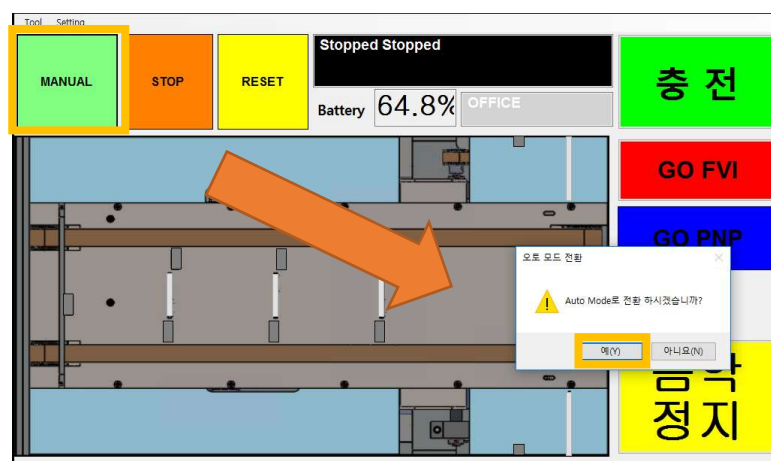 Tool Setting
MANUAL
STOP
RESET
Stopped Stopped
Battery 64.8% OFFICE
충 전
GO FVI
GO PNP
오토 모드 전환
Auto Mode로 전환 하시겠습니까?
예(Y) 아니요(N)
음악
정지